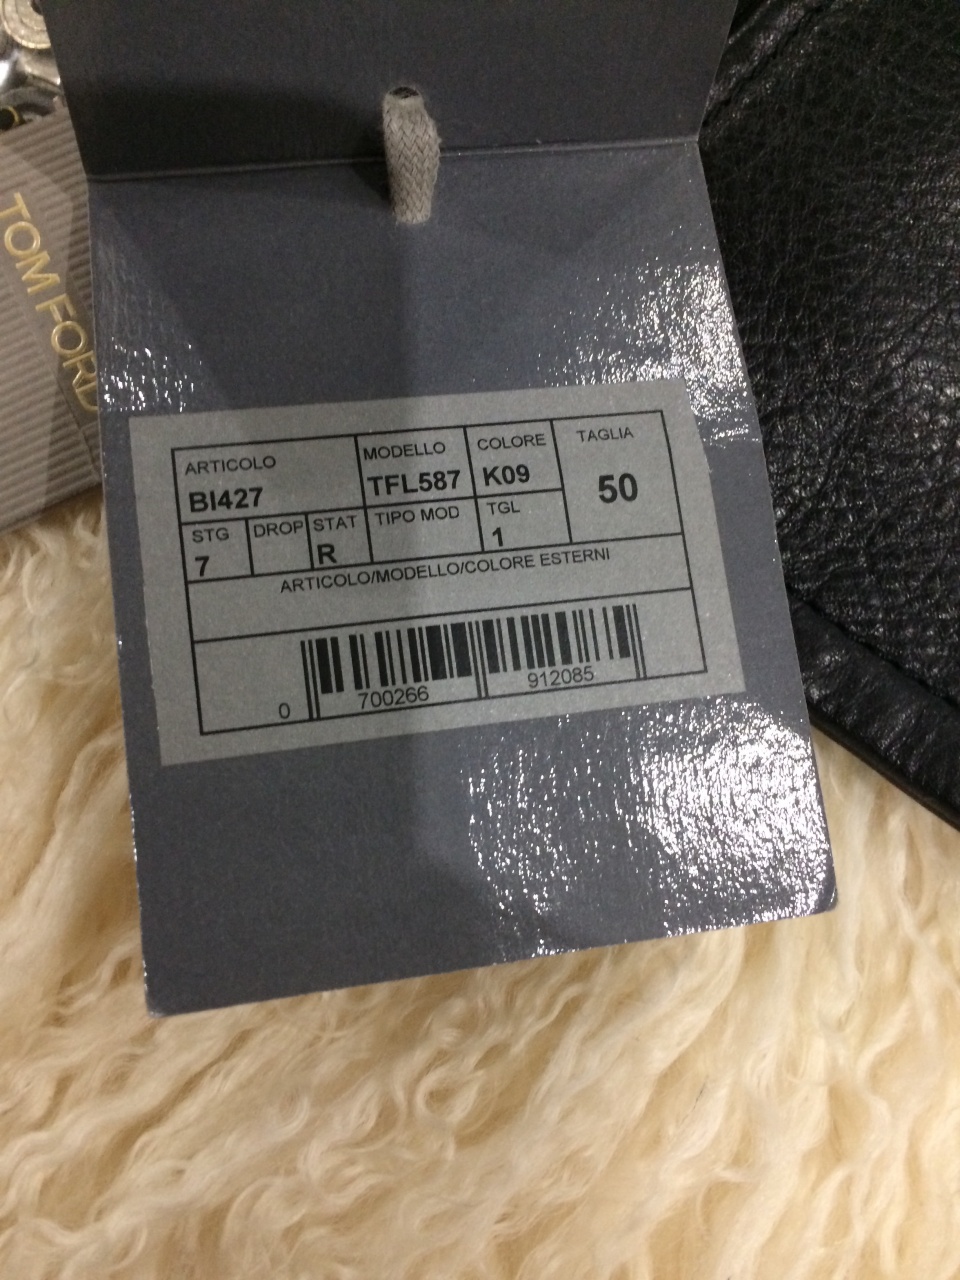 TOM FORD
ARTICOLO
BI427
MODELLO
TFL587
COLORE
K09
TAGLIA
50
STG
7
DROP
STAT
R
TIPO MOD
TGL
1
ARTICOLO/MODELLO/COLORE ESTERNI
0 700266 912085